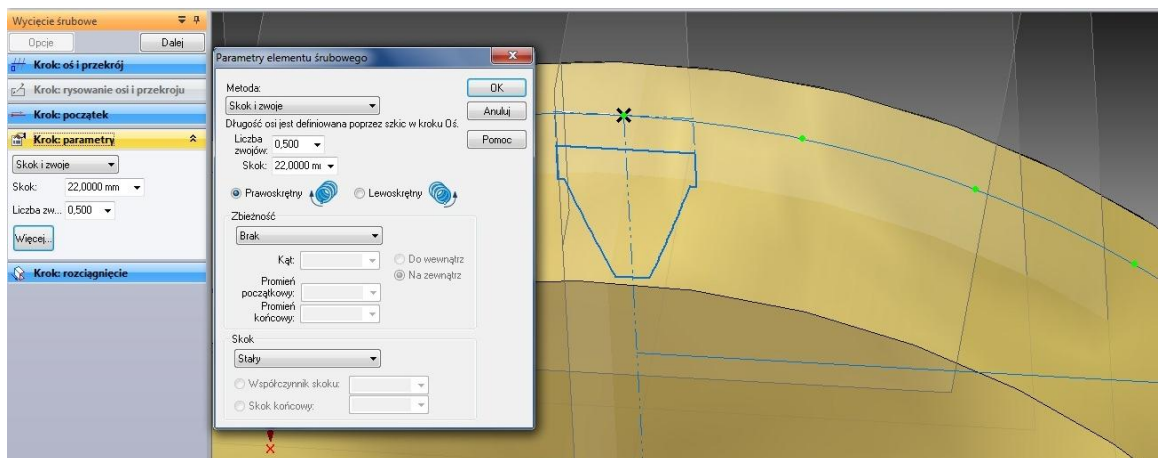 Wycięcie śrubowe
Opcje
Dalej
Krok: oś i przekrój
Krok: rysowanie osi i przekroju
Krok: początek
Krok: parametry
Skok i zwoje
Skok:
22,0000 mm
Liczba zw...
0,500
Więcej...
Krok: rozciągnięcie
Parametry elementu śrubowego
Metoda:
OK
Skok i zwoje
Anuluj
Długość osi jest definiowana poprzez szkic w kroku Oś.
Liczba
zwojów:
0,500
Pomoc
Skok:
22,0000 mi
Prawoskrętny
Lewoskrętny
Zbieżność
Brak
Kąt:
Do wewnątrz
Na zewnątrz
Promień
początkowy:
Promień
końcowy:
Skok
Stały
Współczynnik skoku:
Skok końcowy:
X